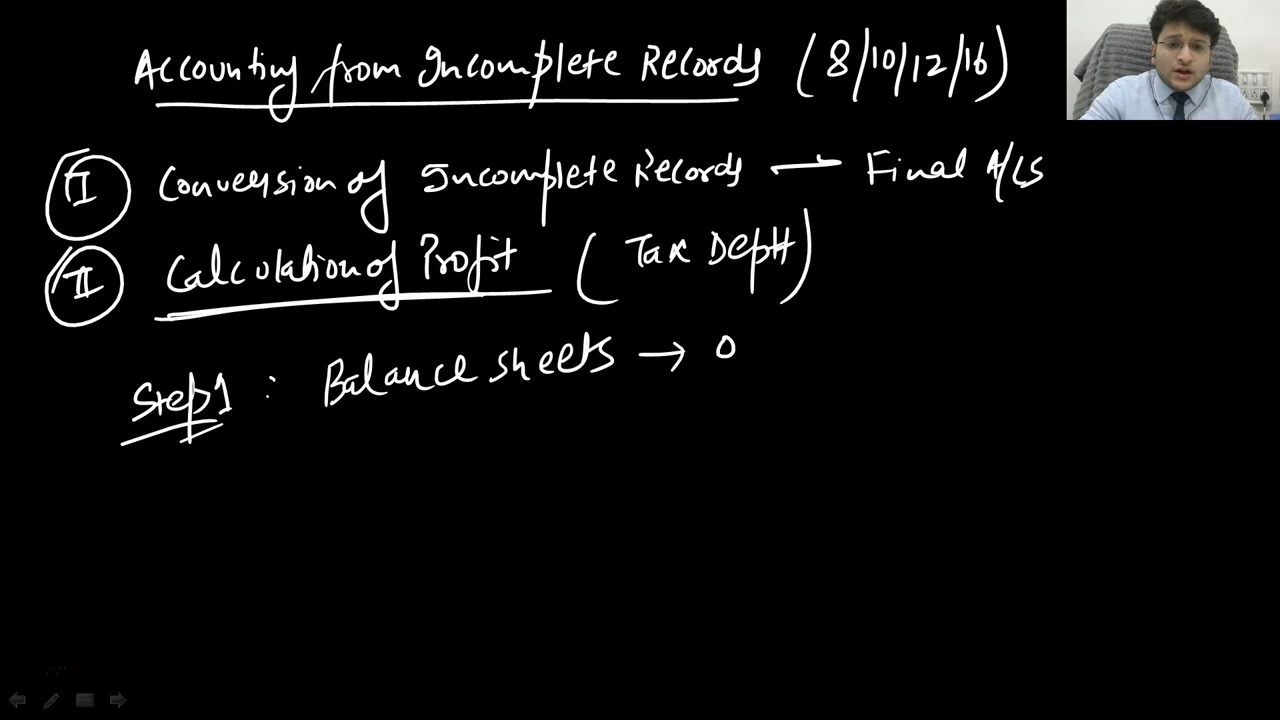 Accounting from Incomplete Records (8/10/12/16)
I Conversion of Incomplete Records — Final A/cs
II Calculation of Profit (Tax Deptt)
Step 1 : Balance sheets → O